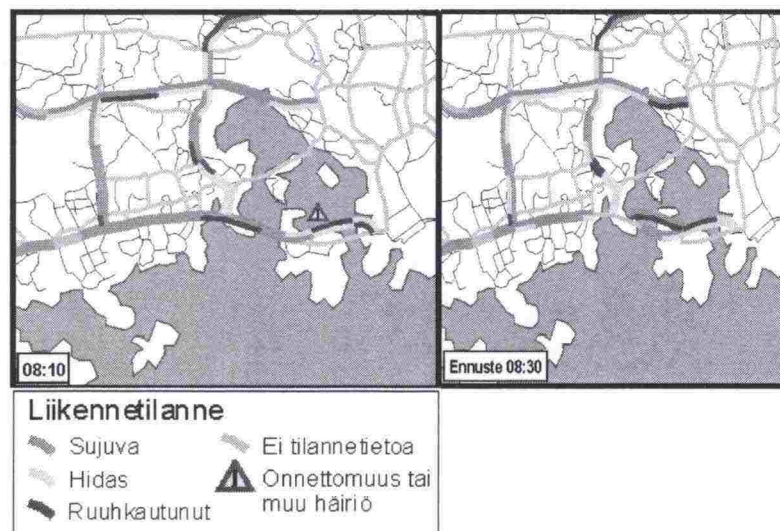 08:10
Ennuste 08:30
Liikennetilanne
Sujuva
Hidas
Ruuhkautunut
Ei tilannetietoa
Onnettomuus tai
muu häiriö